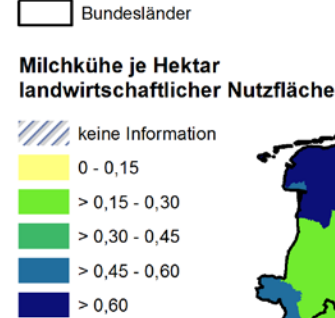 Bundesländer
Milchkühe je Hektar
landwirtschaftlicher Nutzfläche
keine Information
0 - 0,15
> 0,15 - 0,30
> 0,30 - 0,45
> 0,45 - 0,60
> 0,60